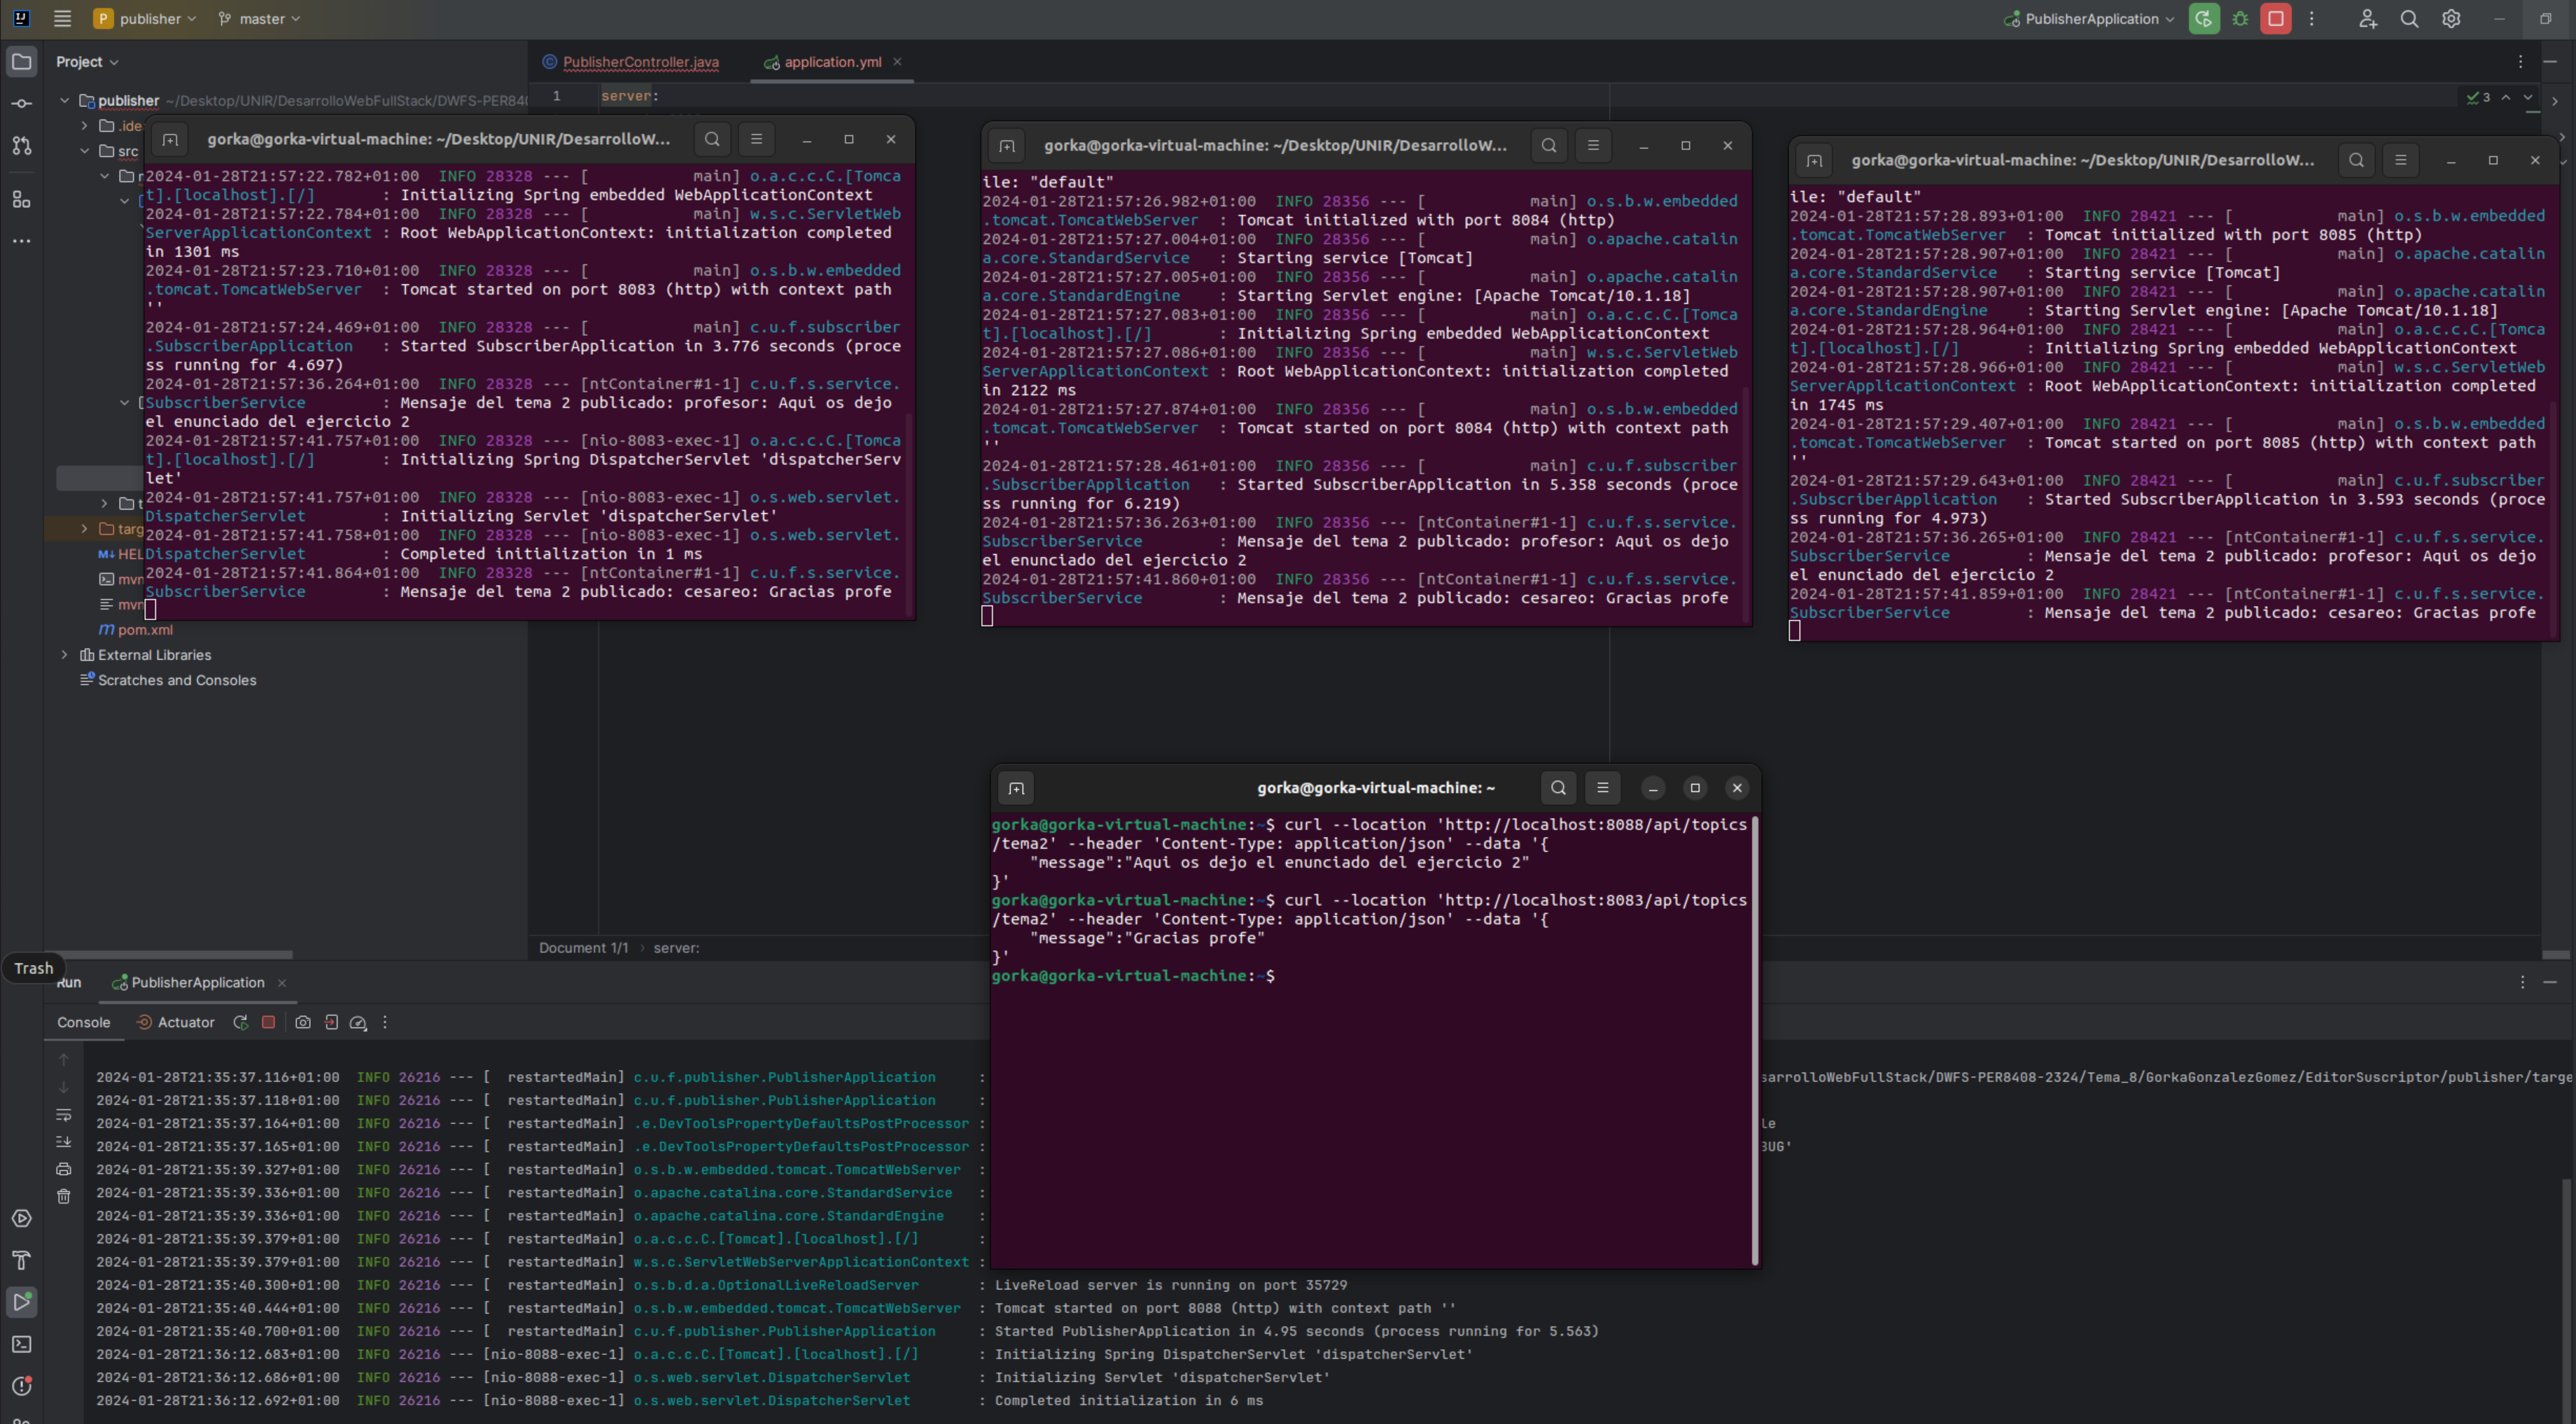 publisher
master
PublisherApplication
Project
PublisherController.java
application.yml
publisher ~/Desktop/UNIR/DesarrolloWebFullStack/DWFS-PER840
1
server:
3
.ide
src
targ
HEL
mvn
mvn
pom.xml
External Libraries
Scratches and Consoles
gorka@gorka-virtual-machine: ~/Desktop/UNIR/DesarrolloW...
2024-01-28T21:57:22.782+01:00  INFO 28328 --- [           main] o.a.c.c.C.[Tomca
t].[localhost].[/]       : Initializing Spring embedded WebApplicationContext
2024-01-28T21:57:22.784+01:00  INFO 28328 --- [           main] w.s.c.ServletWeb
ServerApplicationContext : Root WebApplicationContext: initialization completed
in 1301 ms
2024-01-28T21:57:23.710+01:00  INFO 28328 --- [           main] o.s.b.w.embedded
.tomcat.TomcatWebServer  : Tomcat started on port 8083 (http) with context path
''
2024-01-28T21:57:24.469+01:00  INFO 28328 --- [           main] c.u.f.subscriber
.SubscriberApplication   : Started SubscriberApplication in 3.776 seconds (proce
ss running for 4.697)
2024-01-28T21:57:36.264+01:00  INFO 28328 --- [ntContainer#1-1] c.u.f.s.service.
SubscriberService        : Mensaje del tema 2 publicado: profesor: Aqui os dejo
el enunciado del ejercicio 2
2024-01-28T21:57:41.757+01:00  INFO 28328 --- [nio-8083-exec-1] o.a.c.c.C.[Tomca
t].[localhost].[/]       : Initializing Spring DispatcherServlet 'dispatcherServ
let'
2024-01-28T21:57:41.757+01:00  INFO 28328 --- [nio-8083-exec-1] o.s.web.servlet.
DispatcherServlet        : Initializing Servlet 'dispatcherServlet'
2024-01-28T21:57:41.758+01:00  INFO 28328 --- [nio-8083-exec-1] o.s.web.servlet.
DispatcherServlet        : Completed initialization in 1 ms
2024-01-28T21:57:41.864+01:00  INFO 28328 --- [ntContainer#1-1] c.u.f.s.service.
SubscriberService        : Mensaje del tema 2 publicado: cesareo: Gracias profe
gorka@gorka-virtual-machine: ~/Desktop/UNIR/DesarrolloW...
ile: "default"
2024-01-28T21:57:26.982+01:00  INFO 28356 --- [           main] o.s.b.w.embedded
.tomcat.TomcatWebServer  : Tomcat initialized with port 8084 (http)
2024-01-28T21:57:27.004+01:00  INFO 28356 --- [           main] o.apache.catalin
a.core.StandardService   : Starting service [Tomcat]
2024-01-28T21:57:27.005+01:00  INFO 28356 --- [           main] o.apache.catalin
a.core.StandardEngine    : Starting Servlet engine: [Apache Tomcat/10.1.18]
2024-01-28T21:57:27.083+01:00  INFO 28356 --- [           main] o.a.c.c.C.[Tomca
t].[localhost].[/]       : Initializing Spring embedded WebApplicationContext
2024-01-28T21:57:27.086+01:00  INFO 28356 --- [           main] w.s.c.ServletWeb
ServerApplicationContext : Root WebApplicationContext: initialization completed
in 2122 ms
2024-01-28T21:57:27.874+01:00  INFO 28356 --- [           main] o.s.b.w.embedded
.tomcat.TomcatWebServer  : Tomcat started on port 8084 (http) with context path
''
2024-01-28T21:57:28.461+01:00  INFO 28356 --- [           main] c.u.f.subscriber
.SubscriberApplication   : Started SubscriberApplication in 5.358 seconds (proce
ss running for 6.219)
2024-01-28T21:57:36.263+01:00  INFO 28356 --- [ntContainer#1-1] c.u.f.s.service.
SubscriberService        : Mensaje del tema 2 publicado: profesor: Aqui os dejo
el enunciado del ejercicio 2
2024-01-28T21:57:41.860+01:00  INFO 28356 --- [ntContainer#1-1] c.u.f.s.service.
SubscriberService        : Mensaje del tema 2 publicado: cesareo: Gracias profe
gorka@gorka-virtual-machine: ~/Desktop/UNIR/DesarrolloW...
ile: "default"
2024-01-28T21:57:28.893+01:00  INFO 28421 --- [           main] o.s.b.w.embedded
.tomcat.TomcatWebServer  : Tomcat initialized with port 8085 (http)
2024-01-28T21:57:28.907+01:00  INFO 28421 --- [           main] o.apache.catalin
a.core.StandardService   : Starting service [Tomcat]
2024-01-28T21:57:28.907+01:00  INFO 28421 --- [           main] o.apache.catalin
a.core.StandardEngine    : Starting Servlet engine: [Apache Tomcat/10.1.18]
2024-01-28T21:57:28.964+01:00  INFO 28421 --- [           main] o.a.c.c.C.[Tomca
t].[localhost].[/]       : Initializing Spring embedded WebApplicationContext
2024-01-28T21:57:28.966+01:00  INFO 28421 --- [           main] w.s.c.ServletWeb
ServerApplicationContext : Root WebApplicationContext: initialization completed
in 1745 ms
2024-01-28T21:57:29.407+01:00  INFO 28421 --- [           main] o.s.b.w.embedded
.tomcat.TomcatWebServer  : Tomcat started on port 8085 (http) with context path
''
2024-01-28T21:57:29.643+01:00  INFO 28421 --- [           main] c.u.f.subscriber
.SubscriberApplication   : Started SubscriberApplication in 3.593 seconds (proce
ss running for 4.973)
2024-01-28T21:57:36.265+01:00  INFO 28421 --- [ntContainer#1-1] c.u.f.s.service.
SubscriberService        : Mensaje del tema 2 publicado: profesor: Aqui os dejo
el enunciado del ejercicio 2
2024-01-28T21:57:41.859+01:00  INFO 28421 --- [ntContainer#1-1] c.u.f.s.service.
SubscriberService        : Mensaje del tema 2 publicado: cesareo: Gracias profe
gorka@gorka-virtual-machine: ~
gorka@gorka-virtual-machine:~$ curl --location 'http://localhost:8088/api/topics
/tema2' --header 'Content-Type: application/json' --data '{
    "message":"Aqui os dejo el enunciado del ejercicio 2"
}'
gorka@gorka-virtual-machine:~$ curl --location 'http://localhost:8083/api/topics
/tema2' --header 'Content-Type: application/json' --data '{
    "message":"Gracias profe"
}'
gorka@gorka-virtual-machine:~$
Document 1/1 › server:
Trash
Run
PublisherApplication
Console
Actuator
2024-01-28T21:35:37.116+01:00  INFO 26216 --- [  restartedMain] c.u.f.publisher.PublisherApplication     : sarrolloWebFullStack/DWFS-PER8408-2324/Tema_8/GorkaGonzalezGomez/EditorSuscriptor/publisher/targe
2024-01-28T21:35:37.118+01:00  INFO 26216 --- [  restartedMain] c.u.f.publisher.PublisherApplication     :
2024-01-28T21:35:37.164+01:00  INFO 26216 --- [  restartedMain] .e.DevToolsPropertyDefaultsPostProcessor : le
2024-01-28T21:35:37.165+01:00  INFO 26216 --- [  restartedMain] .e.DevToolsPropertyDefaultsPostProcessor : BUG'
2024-01-28T21:35:39.327+01:00  INFO 26216 --- [  restartedMain] o.s.b.w.embedded.tomcat.TomcatWebServer  :
2024-01-28T21:35:39.336+01:00  INFO 26216 --- [  restartedMain] o.apache.catalina.core.StandardService   :
2024-01-28T21:35:39.336+01:00  INFO 26216 --- [  restartedMain] o.apache.catalina.core.StandardEngine    :
2024-01-28T21:35:39.379+01:00  INFO 26216 --- [  restartedMain] o.a.c.c.C.[Tomcat].[localhost].[/]       :
2024-01-28T21:35:39.379+01:00  INFO 26216 --- [  restartedMain] w.s.c.ServletWebServerApplicationContext :
2024-01-28T21:35:40.300+01:00  INFO 26216 --- [  restartedMain] o.s.b.d.a.OptionalLiveReloadServer       : LiveReload server is running on port 35729
2024-01-28T21:35:40.444+01:00  INFO 26216 --- [  restartedMain] o.s.b.w.embedded.tomcat.TomcatWebServer  : Tomcat started on port 8088 (http) with context path ''
2024-01-28T21:35:40.700+01:00  INFO 26216 --- [  restartedMain] c.u.f.publisher.PublisherApplication     : Started PublisherApplication in 4.95 seconds (process running for 5.563)
2024-01-28T21:36:12.683+01:00  INFO 26216 --- [nio-8088-exec-1] o.a.c.c.C.[Tomcat].[localhost].[/]       : Initializing Spring DispatcherServlet 'dispatcherServlet'
2024-01-28T21:36:12.686+01:00  INFO 26216 --- [nio-8088-exec-1] o.s.web.servlet.DispatcherServlet        : Initializing Servlet 'dispatcherServlet'
2024-01-28T21:36:12.692+01:00  INFO 26216 --- [nio-8088-exec-1] o.s.web.servlet.DispatcherServlet        : Completed initialization in 6 ms